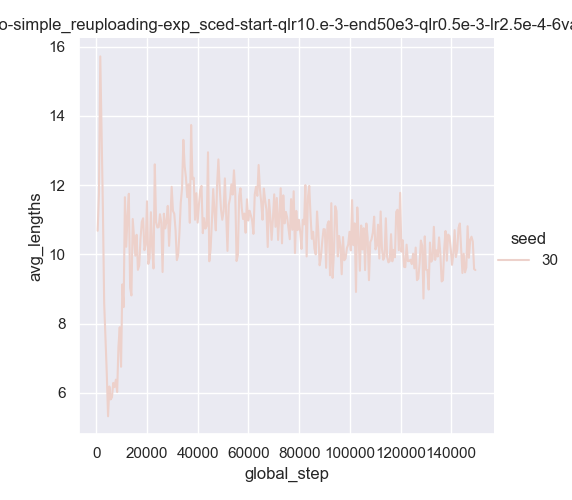 o-simple_reuploading-exp_sced-start-qlr10.e-3-end50e3-qlr0.5e-3-lr2.5e-4-6va
16
14
12
10
8
6
avg_lengths
seed
30
0 20000 40000 60000 80000 100000 120000 140000
global_step